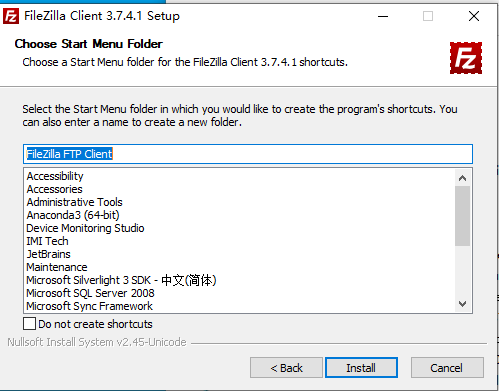 FileZilla Client 3.7.4.1 Setup
Choose Start Menu Folder
Choose a Start Menu folder for the FileZilla Client 3.7.4.1 shortcuts.
Fz
Select the Start Menu folder in which you would like to create the program's shortcuts. You
can also enter a name to create a new folder.
FileZilla FTP Client
Accessibility
Accessories
Administrative Tools
Anaconda3 (64-bit)
Device Monitoring Studio
IMI Tech
JetBrains
Maintenance
Microsoft Silverlight 3 SDK - 中文(简体)
Microsoft SQL Server 2008
Microsoft Sync Framework
Do not create shortcuts
Nullsoft Install System v2.45-Unicode
< Back
Install
Cancel